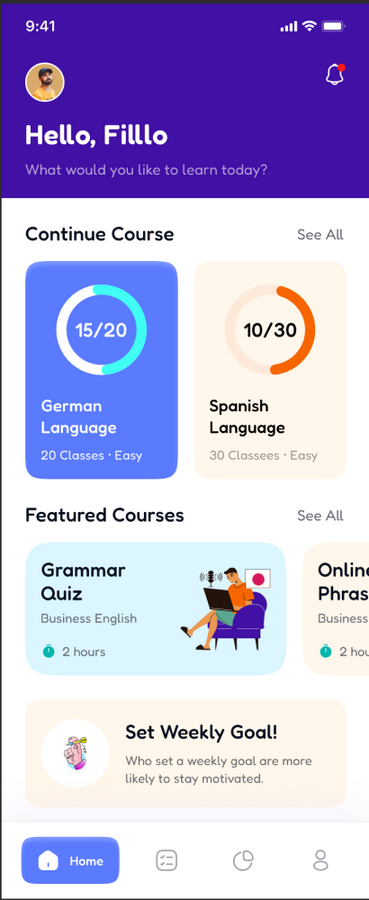 9:41
Hello, Filllo
What would you like to learn today?
Continue Course
See All
15/20
German
Language
20 Classes · Easy
10/30
Spanish
Language
30 Classees · Easy
Featured Courses
See All
Grammar
Quiz
Business English
2 hours
Online
Phras
Business
2 hou
Set Weekly Goal!
Who set a weekly goal are more
likely to stay motivated.
Home